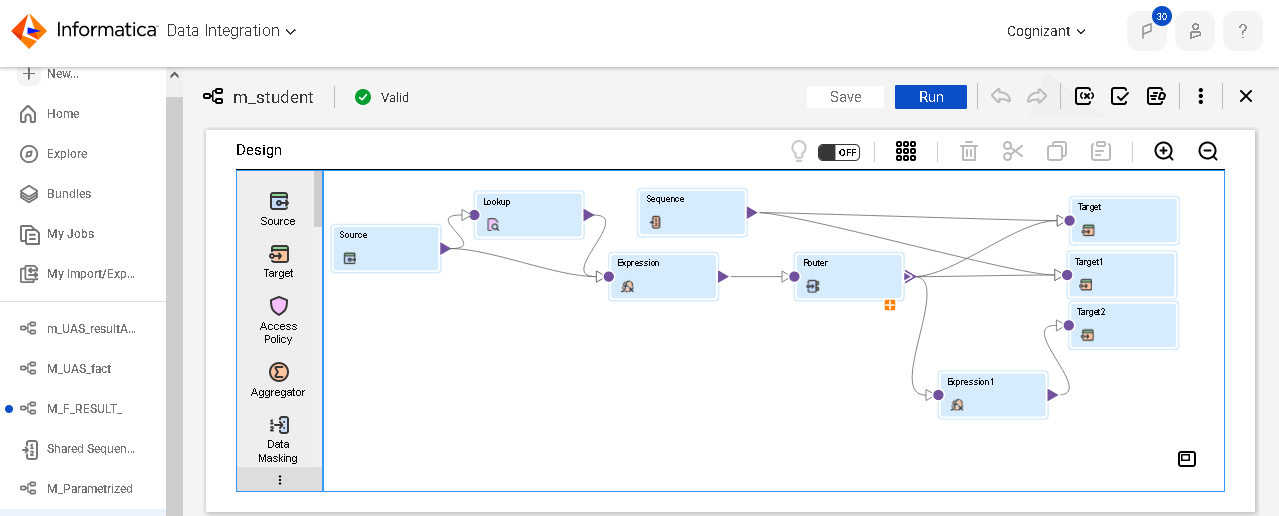 Informatica Data Integration
Cognizant
30
?
New...
Home
Explore
Bundles
My Jobs
My Import/Exp...
m_UAS_resultA...
M_UAS_fact
M_F_RESULT_
Shared Sequen...
M_Parametrized
m_student
Valid
Save
Run
Design
OFF
Source
Target
Access
Policy
Aggregator
Data
Masking
Source
Lookup
Sequence
Expression
Router
Target
Target1
Target2
Expression1